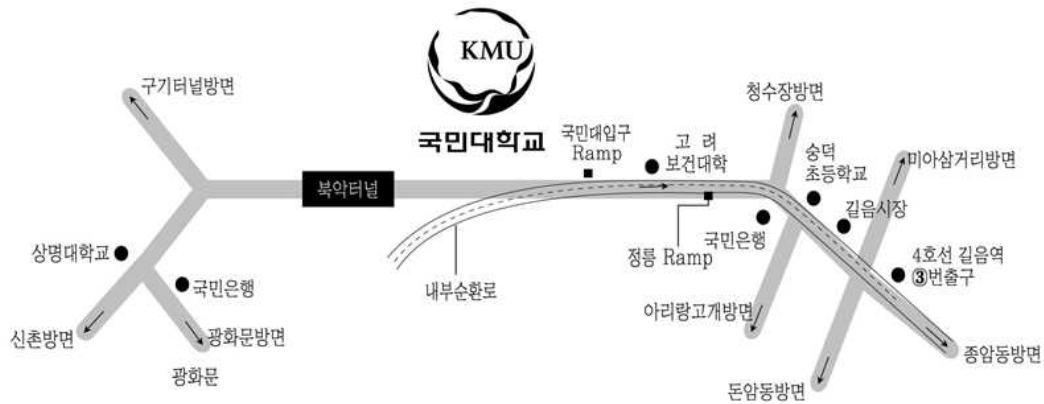 KMU
국민대학교
구기터널방면
북악터널
국민대입구
Ramp
고 려
보건대학
청수장방면
숭덕
초등학교
미아삼거리방면
길음시장
4호선 길음역
③번출구
국민은행
정릉 Ramp
내부순환로
상명대학교
국민은행
신촌방면
광화문방면
광화문
아리랑고개방면
돈암동방면
종암동방면